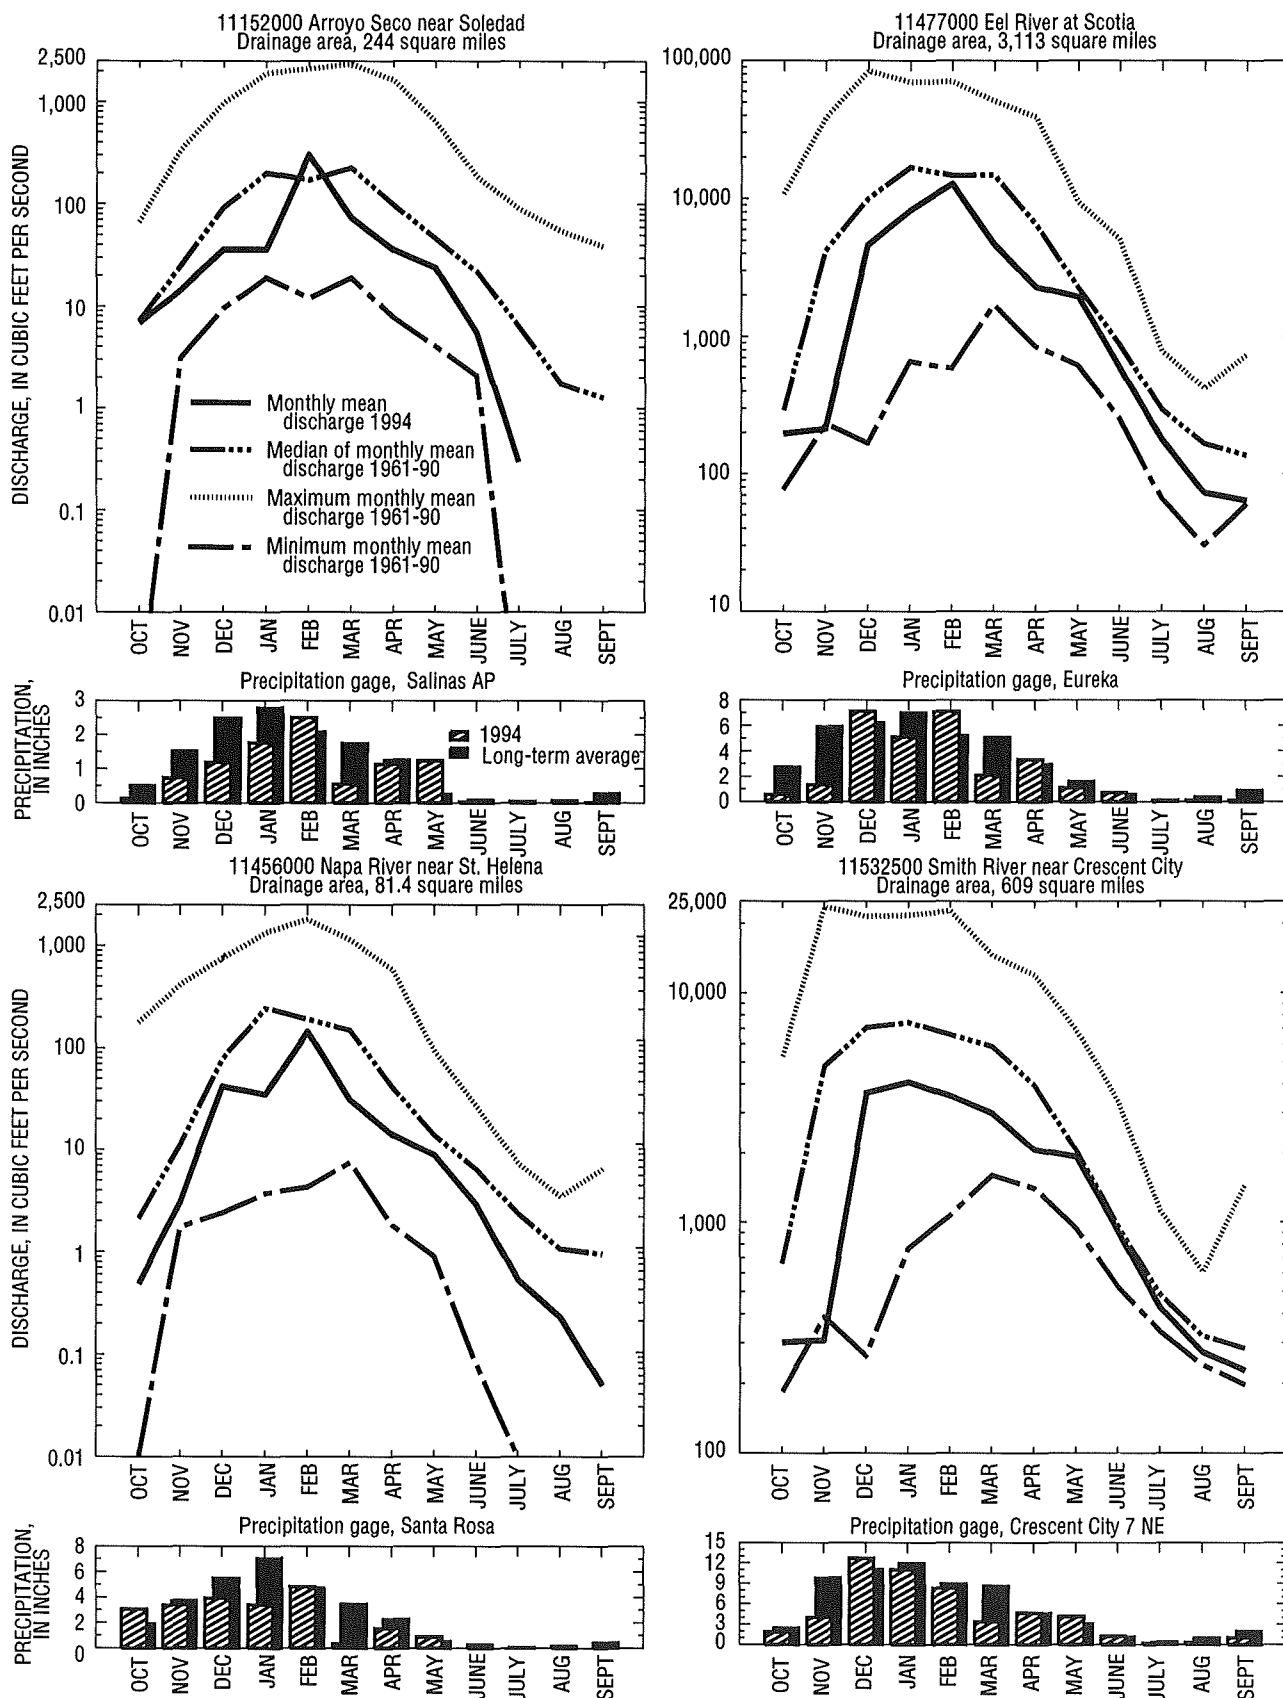 11152000 Arroyo Seco near Soledad
Drainage area, 244 square miles
DISCHARGE, IN CUBIC FEET PER SECOND
2,500
1,000
100
10
1
0.1
0.01
Monthly mean
discharge 1994
Median of monthly mean
discharge 1961-90
Maximum monthly mean
discharge 1961-90
Minimum monthly mean
discharge 1961-90
OCT NOV DEC JAN FEB MAR APR MAY JUNE JULY AUG SEPT
Precipitation gage, Salinas AP
PRECIPITATION,
IN INCHES
3
2
1
0
1994
Long-term average
OCT NOV DEC JAN FEB MAR APR MAY JUNE JULY AUG SEPT
11477000 Eel River at Scotia
Drainage area, 3,113 square miles
100,000
10,000
1,000
100
10
OCT NOV DEC JAN FEB MAR APR MAY JUNE JULY AUG SEPT
Precipitation gage, Eureka
8
6
4
2
0
OCT NOV DEC JAN FEB MAR APR MAY JUNE JULY AUG SEPT
11456000 Napa River near St. Helena
Drainage area, 81.4 square miles
DISCHARGE, IN CUBIC FEET PER SECOND
2,500
1,000
100
10
1
0.1
0.01
OCT NOV DEC JAN FEB MAR APR MAY JUNE JULY AUG SEPT
Precipitation gage, Santa Rosa
PRECIPITATION,
IN INCHES
8
6
4
2
0
OCT NOV DEC JAN FEB MAR APR MAY JUNE JULY AUG SEPT
11532500 Smith River near Crescent City
Drainage area, 609 square miles
25,000
10,000
1,000
100
OCT NOV DEC JAN FEB MAR APR MAY JUNE JULY AUG SEPT
Precipitation gage, Crescent City 7 NE
15
12
9
6
3
0
OCT NOV DEC JAN FEB MAR APR MAY JUNE JULY AUG SEPT